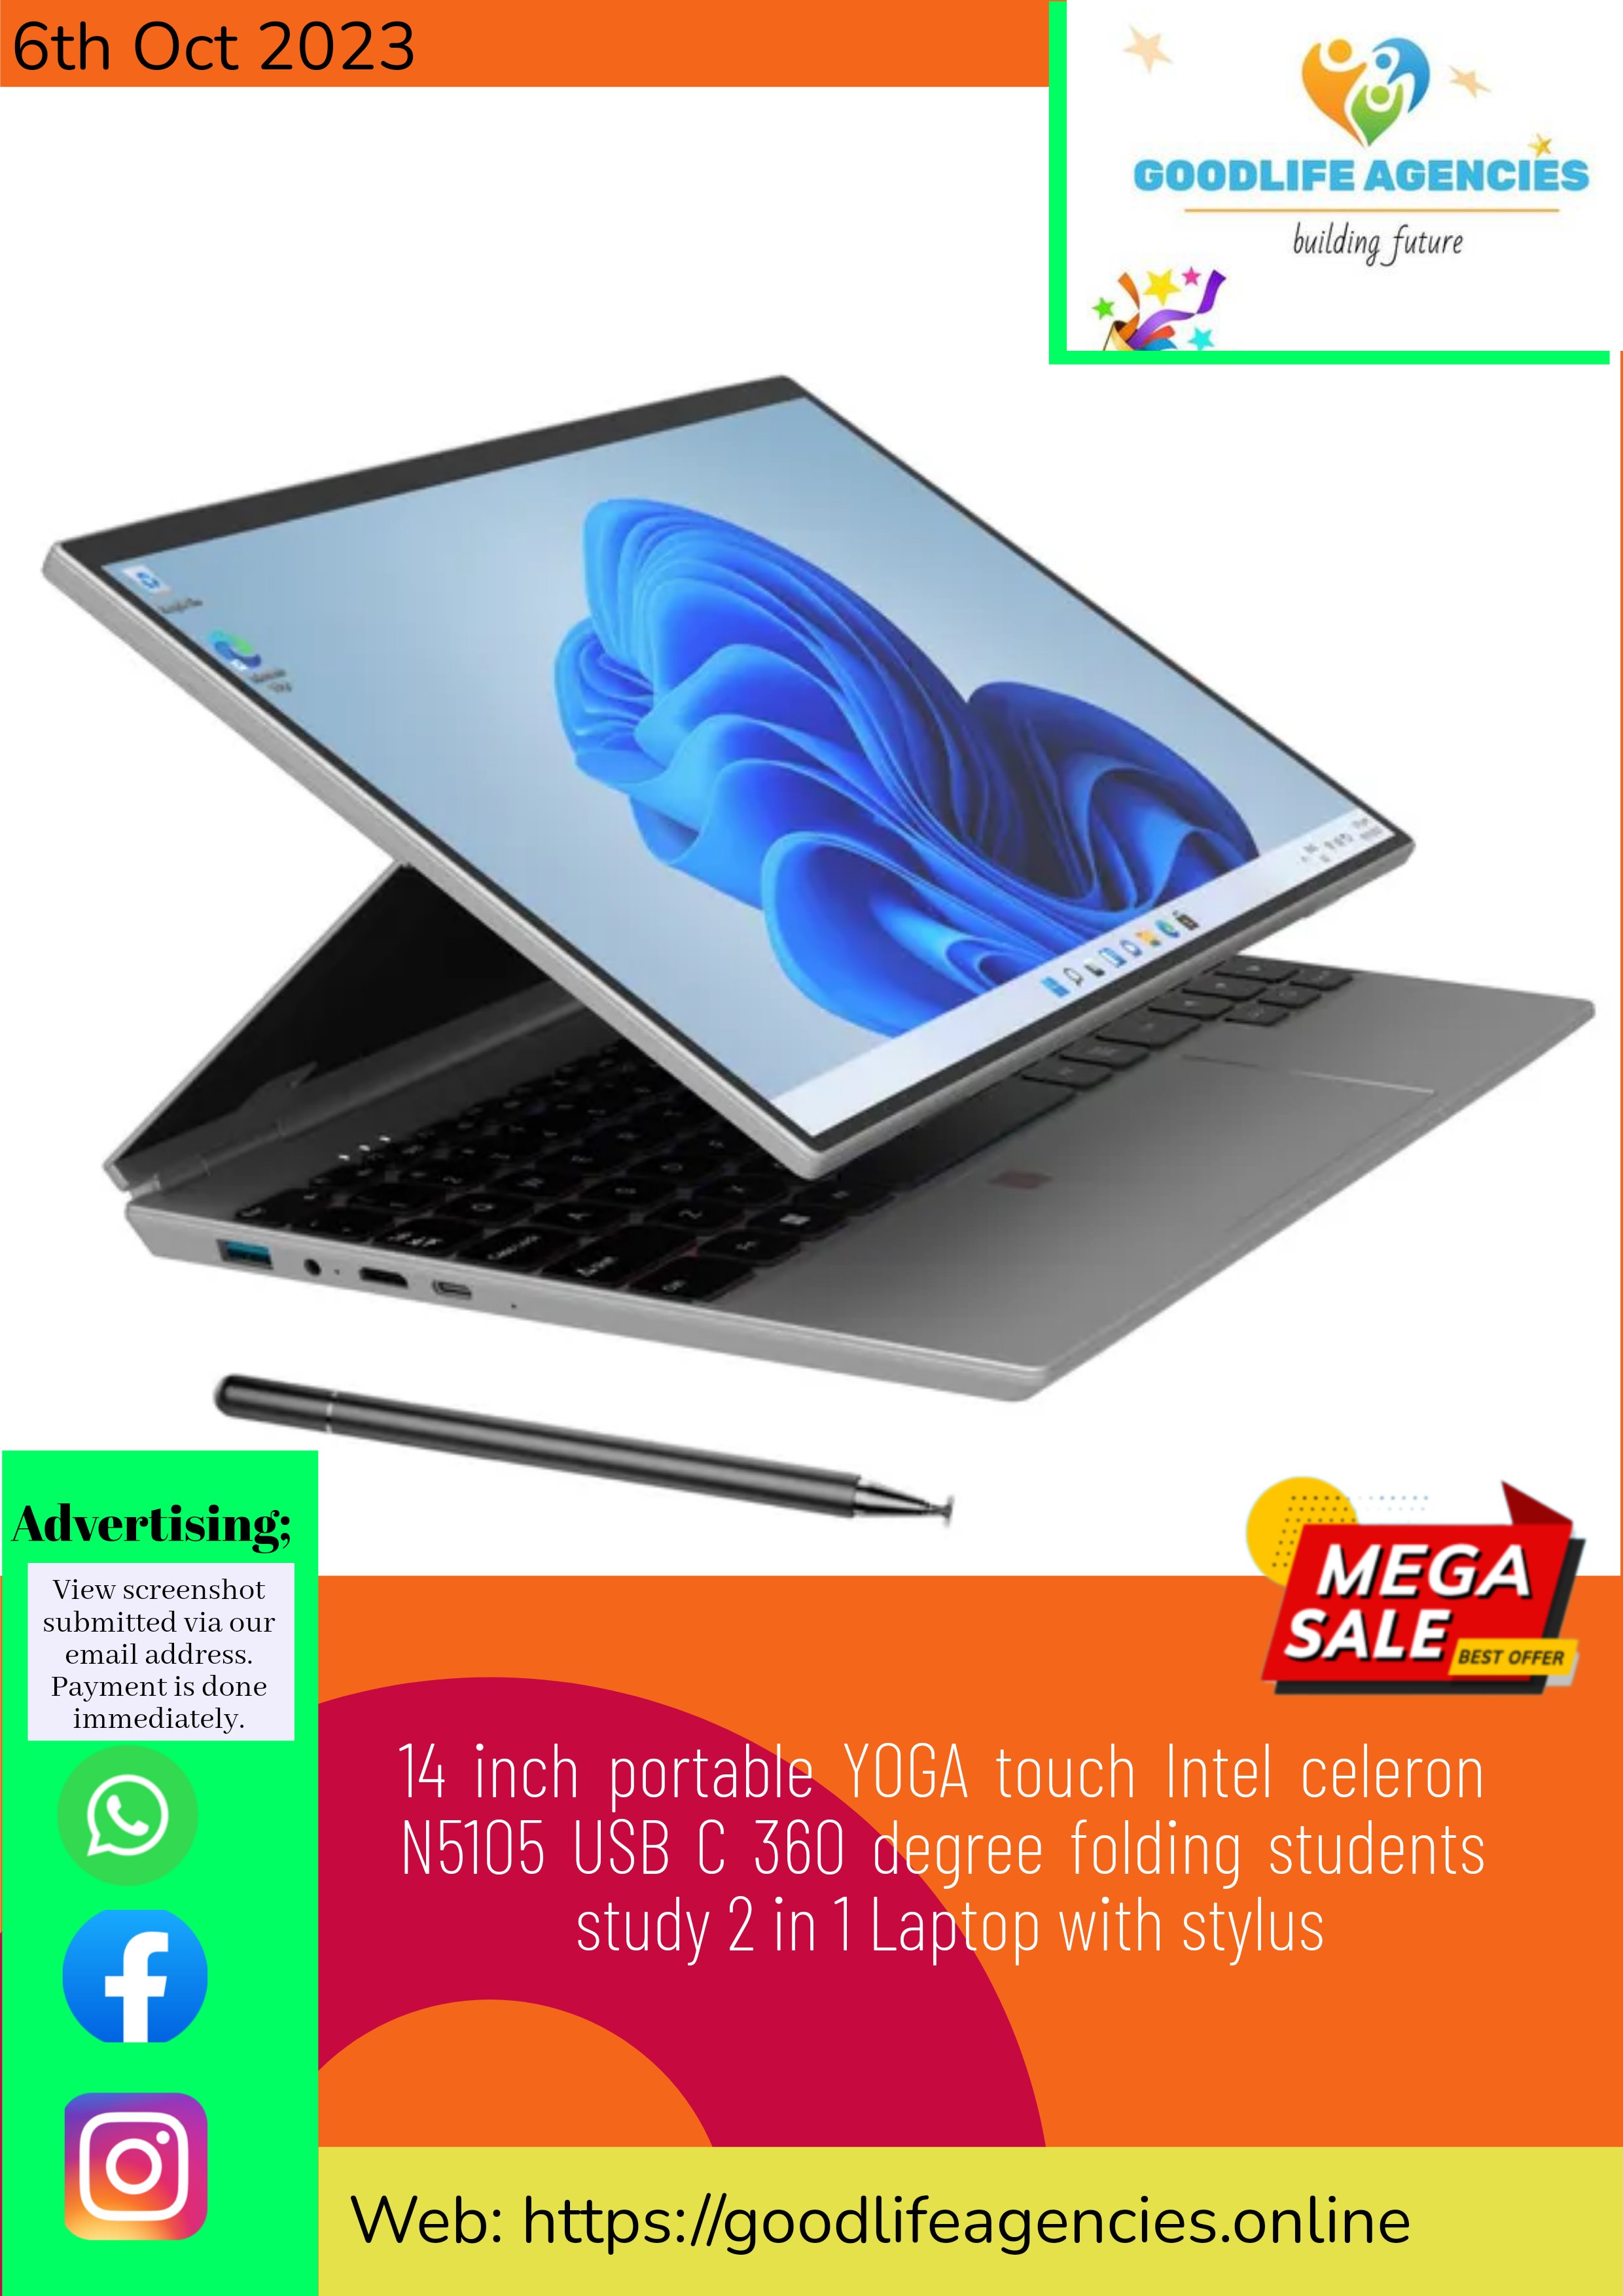 6th Oct 2023
GOODLIFE AGENCIES
building future
Advertising;
View screenshot
submitted via our
email address.
Payment is done
immediately.
MEGA
SALE
BEST OFFER
14 inch portable YOGA touch Intel celeron
N5105 USB C 360 degree folding students
study 2 in 1 Laptop with stylus
Web: https://goodlifeagencies.online